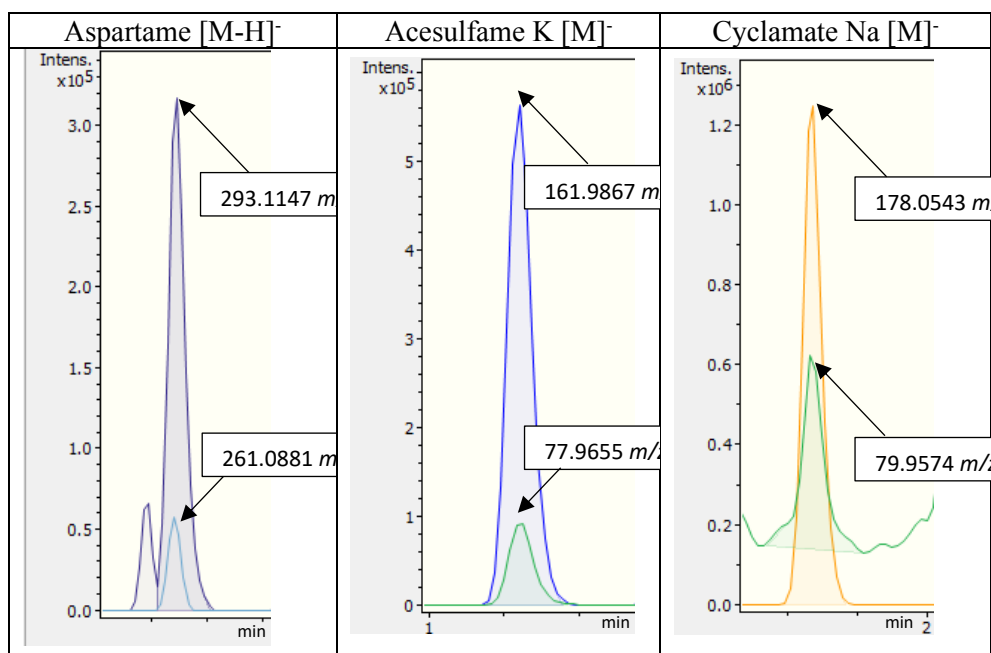 Aspartame [M-H]-
Acesulfame K [M]-
Cyclamate Na [M]-
Intens.
x10⁵
3.0
2.5
2.0
1.5
1.0
0.5
0.0
293.1147 m
261.0881 m
min
Intens.
x10⁵
5
4
3
2
1
0
161.9867 m/
77.9655 m/z
1
min
Intens.
x10⁶
1.2
1.0
0.8
0.6
0.4
0.2
0.0
178.0543 m/
79.9574 m/z
min
2